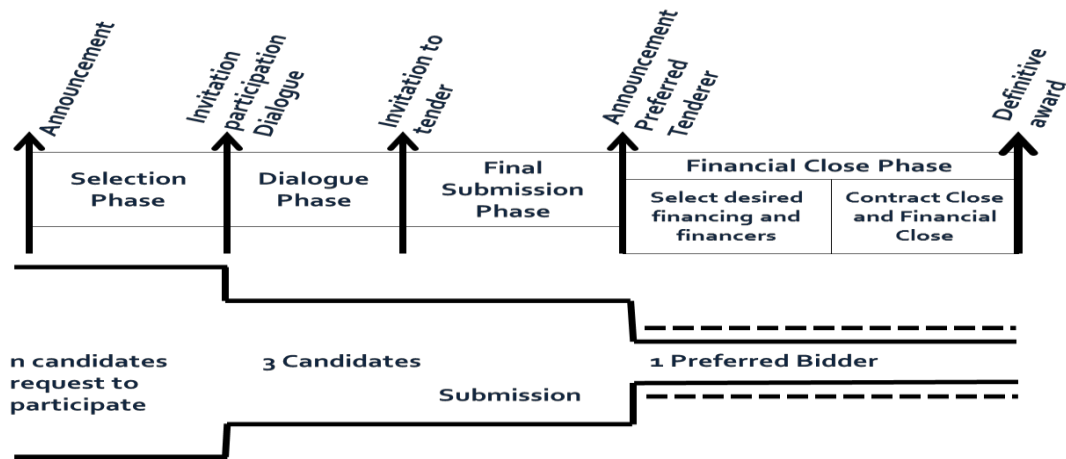 Announcement
Invitation
participation
Dialogue
Invitation to
tender
Announcement
Preferred
Tenderer
Definitive
award
Selection
Phase
Dialogue
Phase
Final
Submission
Phase
Financial Close Phase
Select desired
financing and
financers
Contract Close
and Financial
Close
n candidates
request to
participate
3 Candidates
Submission
1 Preferred Bidder